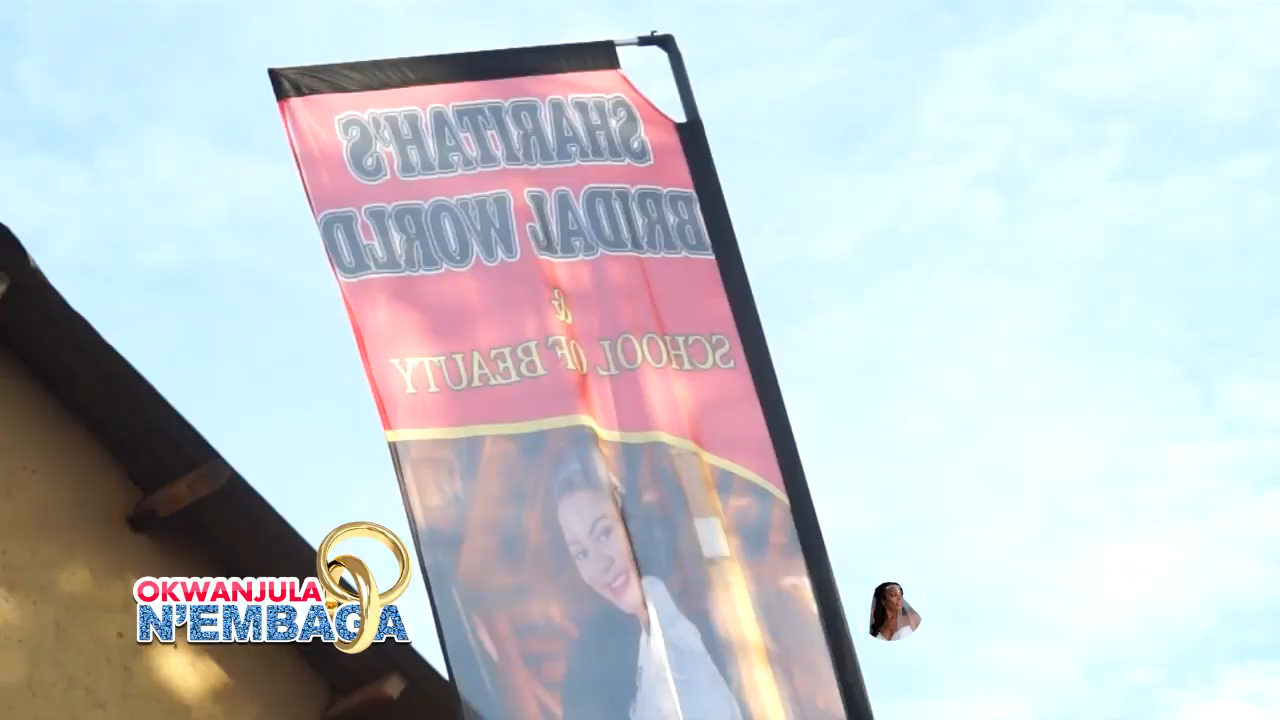 SHARITAH'S
BRIDAL WORLD
&
SCHOOL OF BEAUTY
OKWANJULA
N'EMBAGA